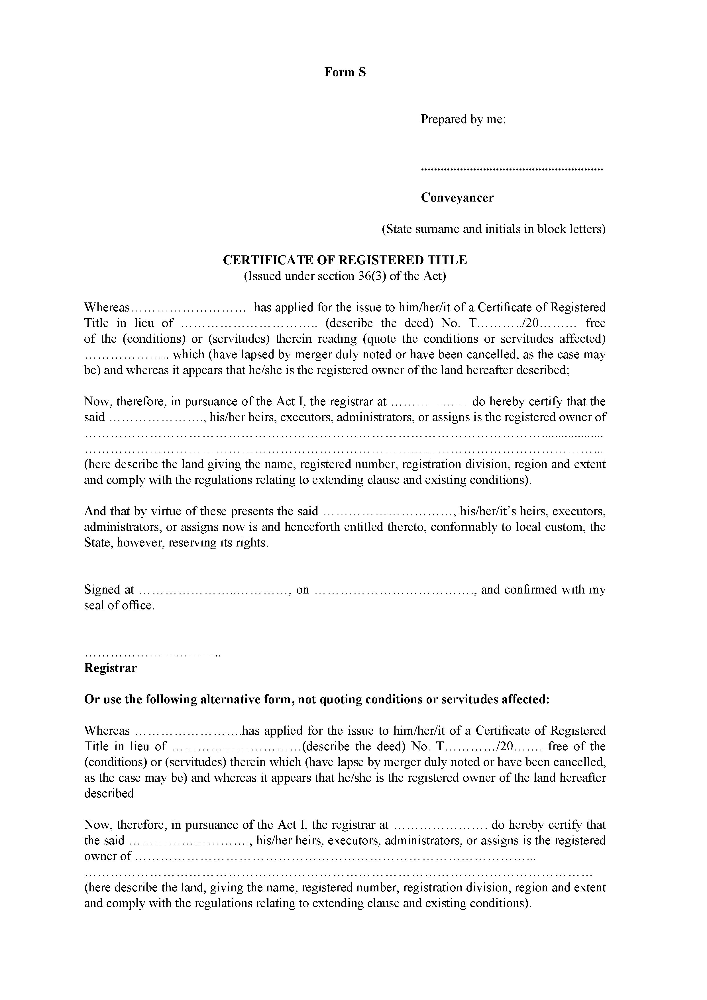 Form S
Prepared by me:
........................................................
Conveyancer
(State surname and initials in block letters)
CERTIFICATE OF REGISTERED TITLE
(Issued under section 36(3) of the Act)
Whereas………………………. has applied for the issue to him/her/it of a Certificate of Registered
Title in lieu of ………………………….. (describe the deed) No. T………../20……… free
of the (conditions) or (servitudes) therein reading (quote the conditions or servitudes affected)
……………….. which (have lapsed by merger duly noted or have been cancelled, as the case may
be) and whereas it appears that he/she is the registered owner of the land hereafter described;
Now, therefore, in pursuance of the Act I, the registrar at ……………… do hereby certify that the
said …………………., his/her heirs, executors, administrators, or assigns is the registered owner of
……………………………………………………………………………………………...................
………………………………………………………………………………………………………...
(here describe the land giving the name, registered number, registration division, region and extent
and comply with the regulations relating to extending clause and existing conditions).
And that by virtue of these presents the said …………………………, his/her/it’s heirs, executors,
administrators, or assigns now is and henceforth entitled thereto, conformably to local custom, the
State, however, reserving its rights.
Signed at …………………..…………, on ………………………………., and confirmed with my
seal of office.
…………………………..
Registrar
Or use the following alternative form, not quoting conditions or servitudes affected:
Whereas …………………….has applied for the issue to him/her/it of a Certificate of Registered
Title in lieu of …………………………(describe the deed) No. T…………/20……. free of the
(conditions) or (servitudes) therein which (have lapse by merger duly noted or have been cancelled,
as the case may be) and whereas it appears that he/she is the registered owner of the land hereafter
described.
Now, therefore, in pursuance of the Act I, the registrar at …………………. do hereby certify that
the said ………………………., his/her heirs, executors, administrators, or assigns is the registered
owner of ………………………………………………………………………………...
………………………………………………………………………………………………………
(here describe the land, giving the name, registered number, registration division, region and extent
and comply with the regulations relating to extending clause and existing conditions).